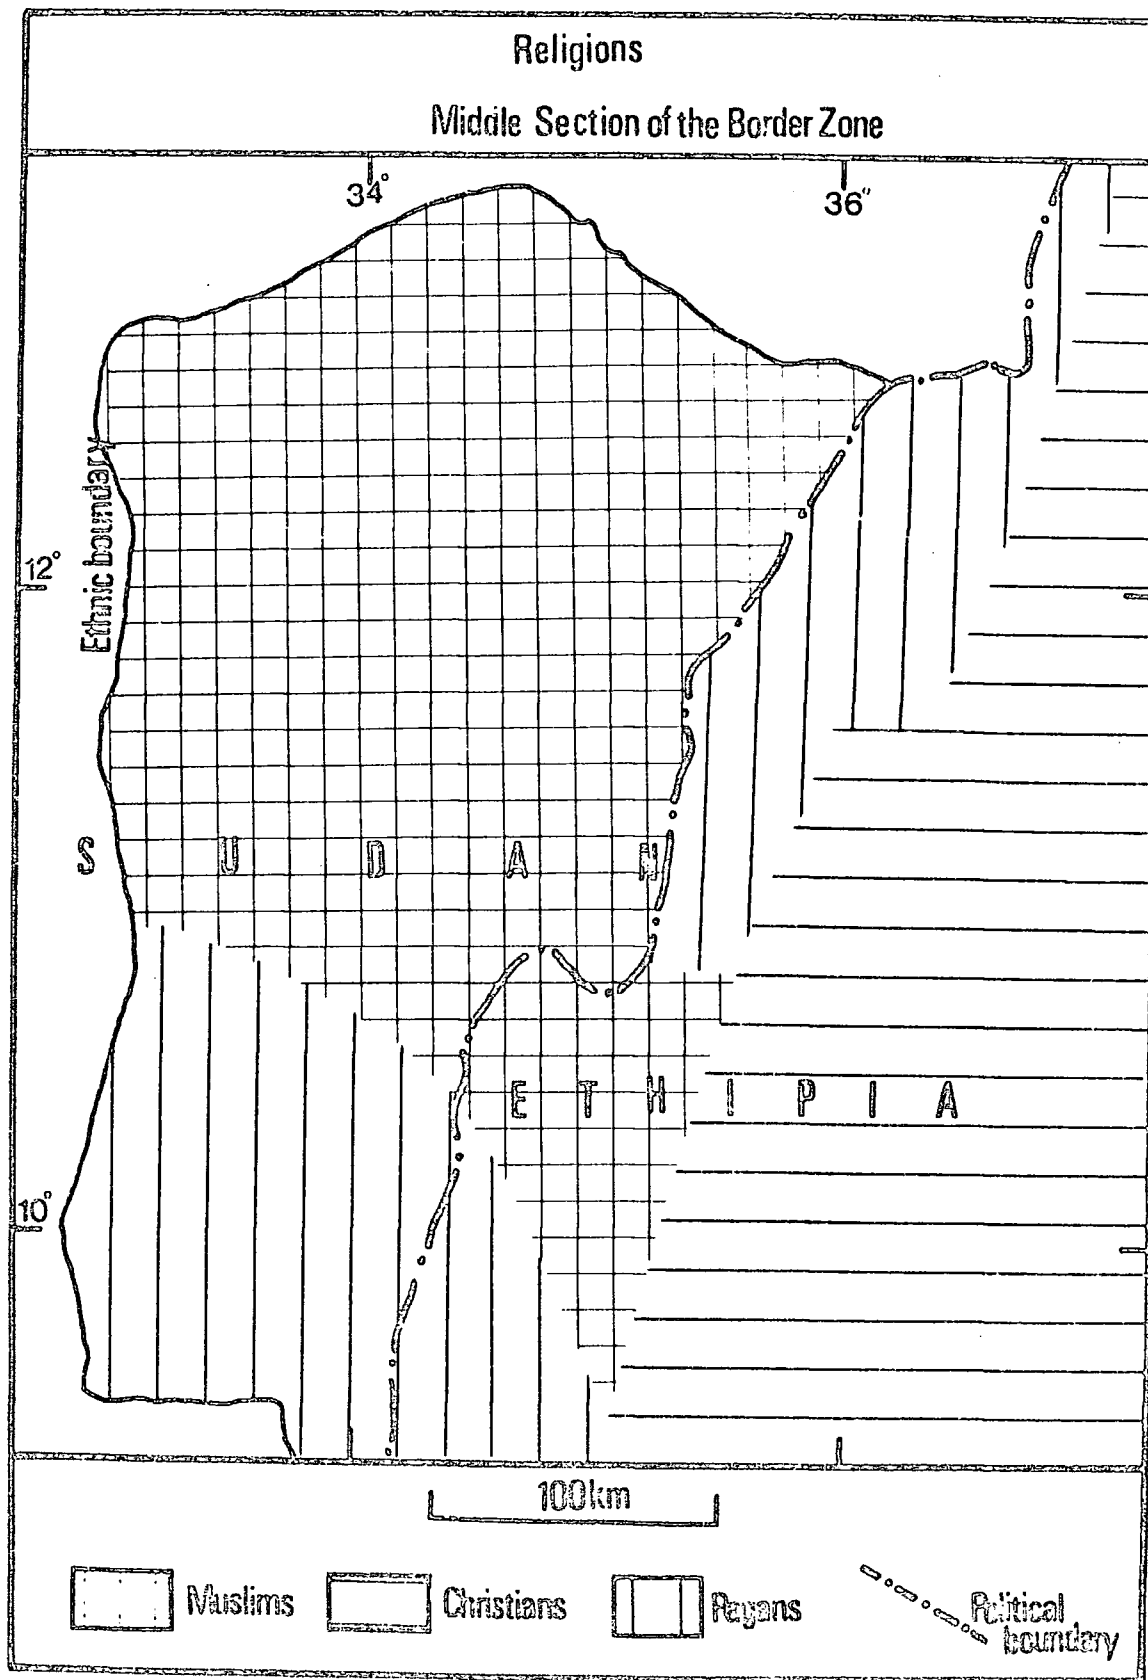 Religions
Middle Section of the Border Zone
34°
36"
Ethnic boundary
12°
S U D A N
E T H I P I A
10°
100km
Muslims
Christians
Pagans
Political
boundary